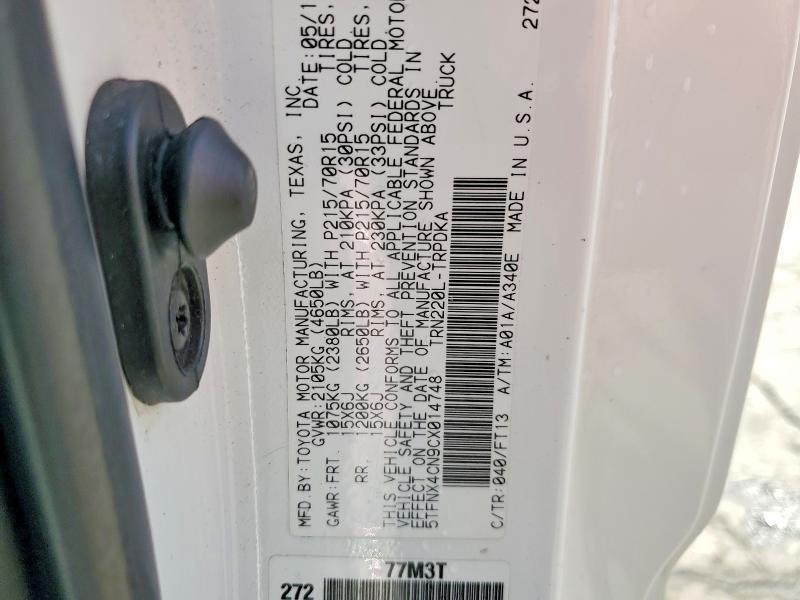 MFD.BY:TOYOTA MOTOR MANUFACTURING, TEXAS, INC. DATE:05/1
GVWR:2105KG (4650LB)
GAWR:FRT. 1075KG (2380LB) WITH P215/70R15 TIRES,
15X6J RIMS, AT 210KPA (30PSI) COLD
RR. 1200KG (2650LB) WITH P215/70R15 TIRES,
15X6J RIMS, AT 230KPA (33PSI) COLD
THIS VEHICLE CONFORMS TO ALL APPLICABLE FEDERAL MOTOR
VEHICLE SAFETY AND THEFT PREVENTION STANDARDS IN
EFFECT ON THE DATE OF MANUFACTURE SHOWN ABOVE
5TFNX4CN9CX014748 TRN220L-TRPDKA TRUCK
C/TR:040/FT13 A/TM:A01A/A340E MADE IN U.S.A. 272
77M3T
272